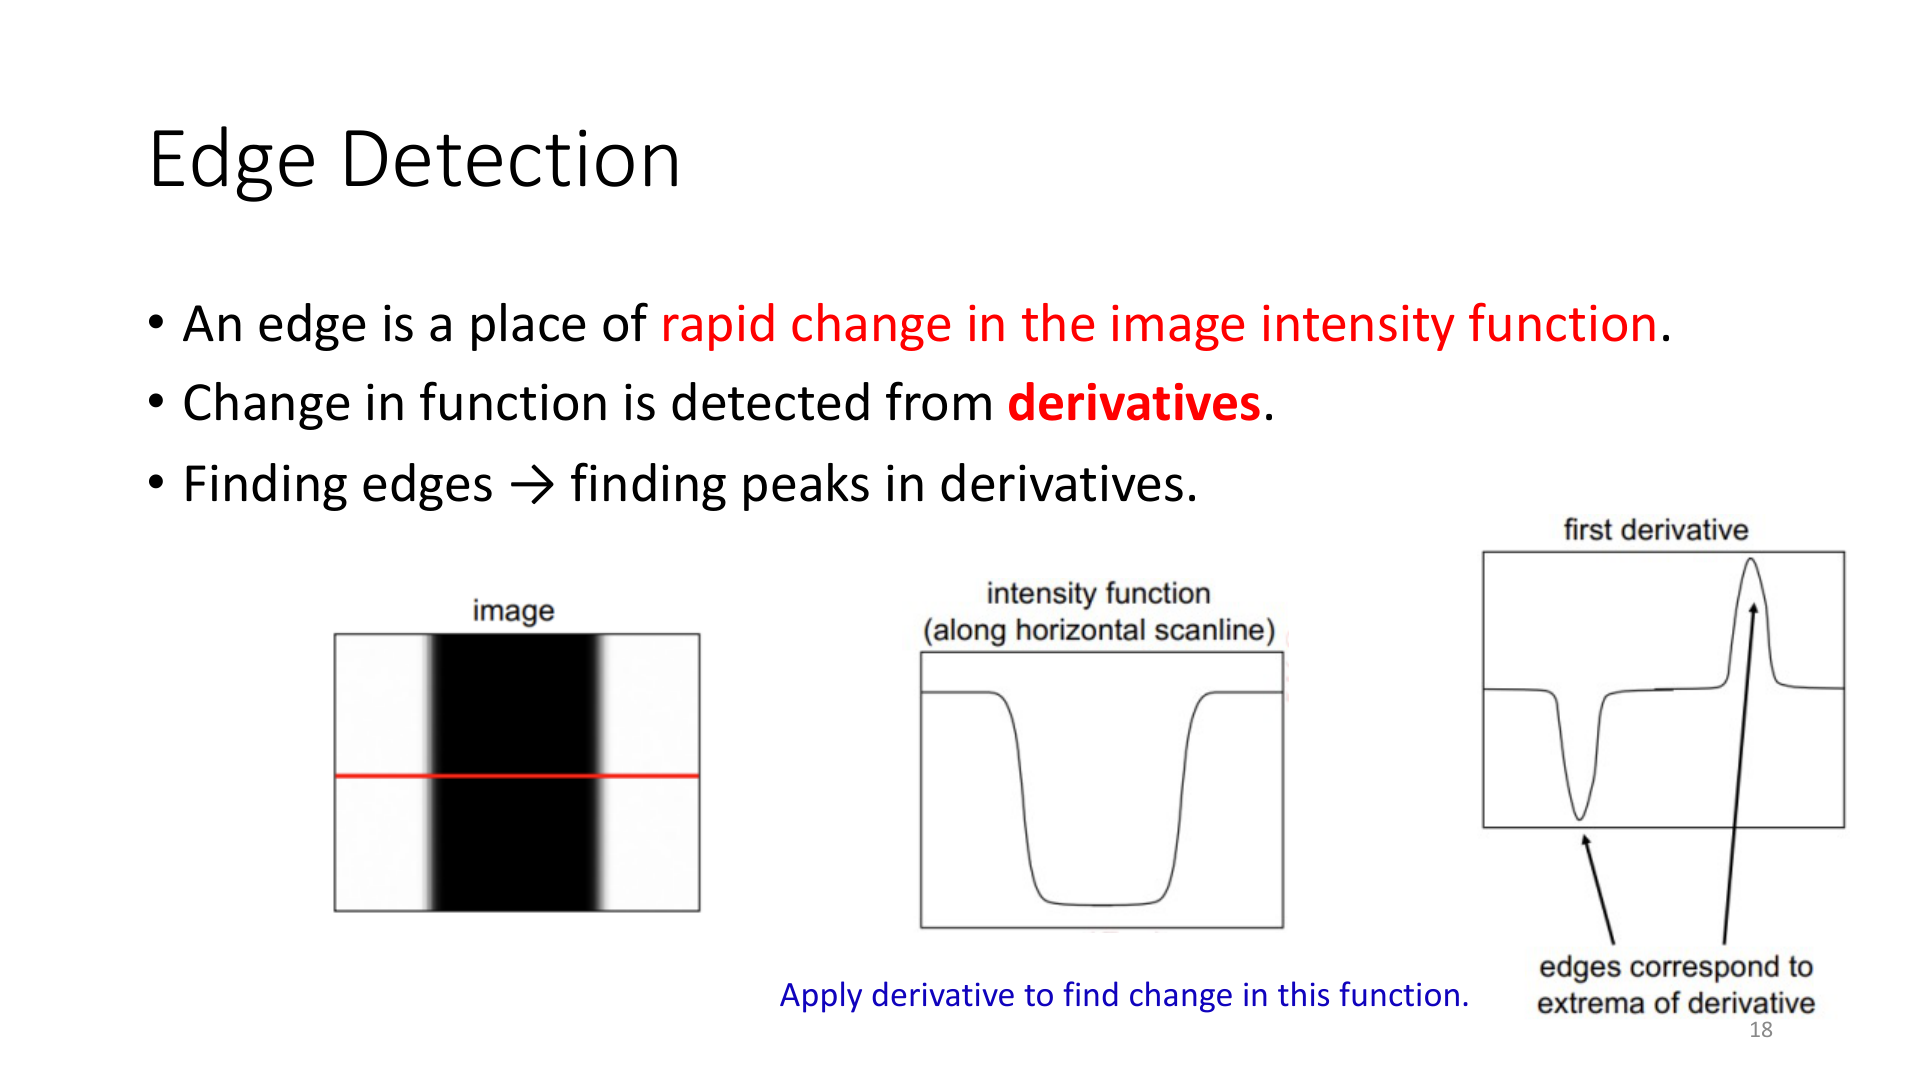 Edge Detection
• An edge is a place of rapid change in the image intensity function.
• Change in function is detected from derivatives.
• Finding edges → finding peaks in derivatives.
image
intensity function
(along horizontal scanline)
first derivative
Apply derivative to find change in this function.
edges correspond to
extrema of derivative
18